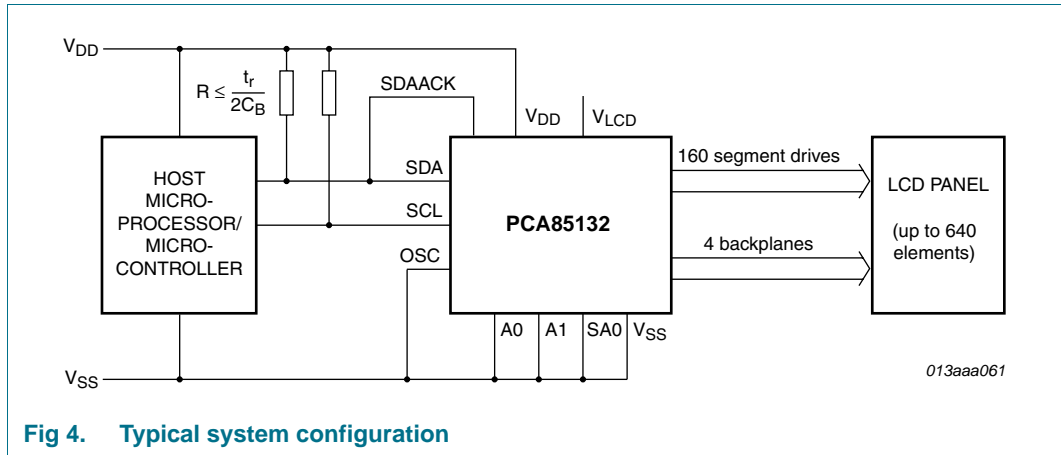 VDD
R ≤ tr
2CB
SDAACK
VDD
VLCD
HOST
MICRO-
PROCESSOR/
MICRO-
CONTROLLER
SDA
SCL
OSC
PCA85132
160 segment drives
4 backplanes
LCD PANEL
(up to 640
elements)
A0 A1 SA0 VSS
VSS
013aaa061
Fig 4. Typical system configuration